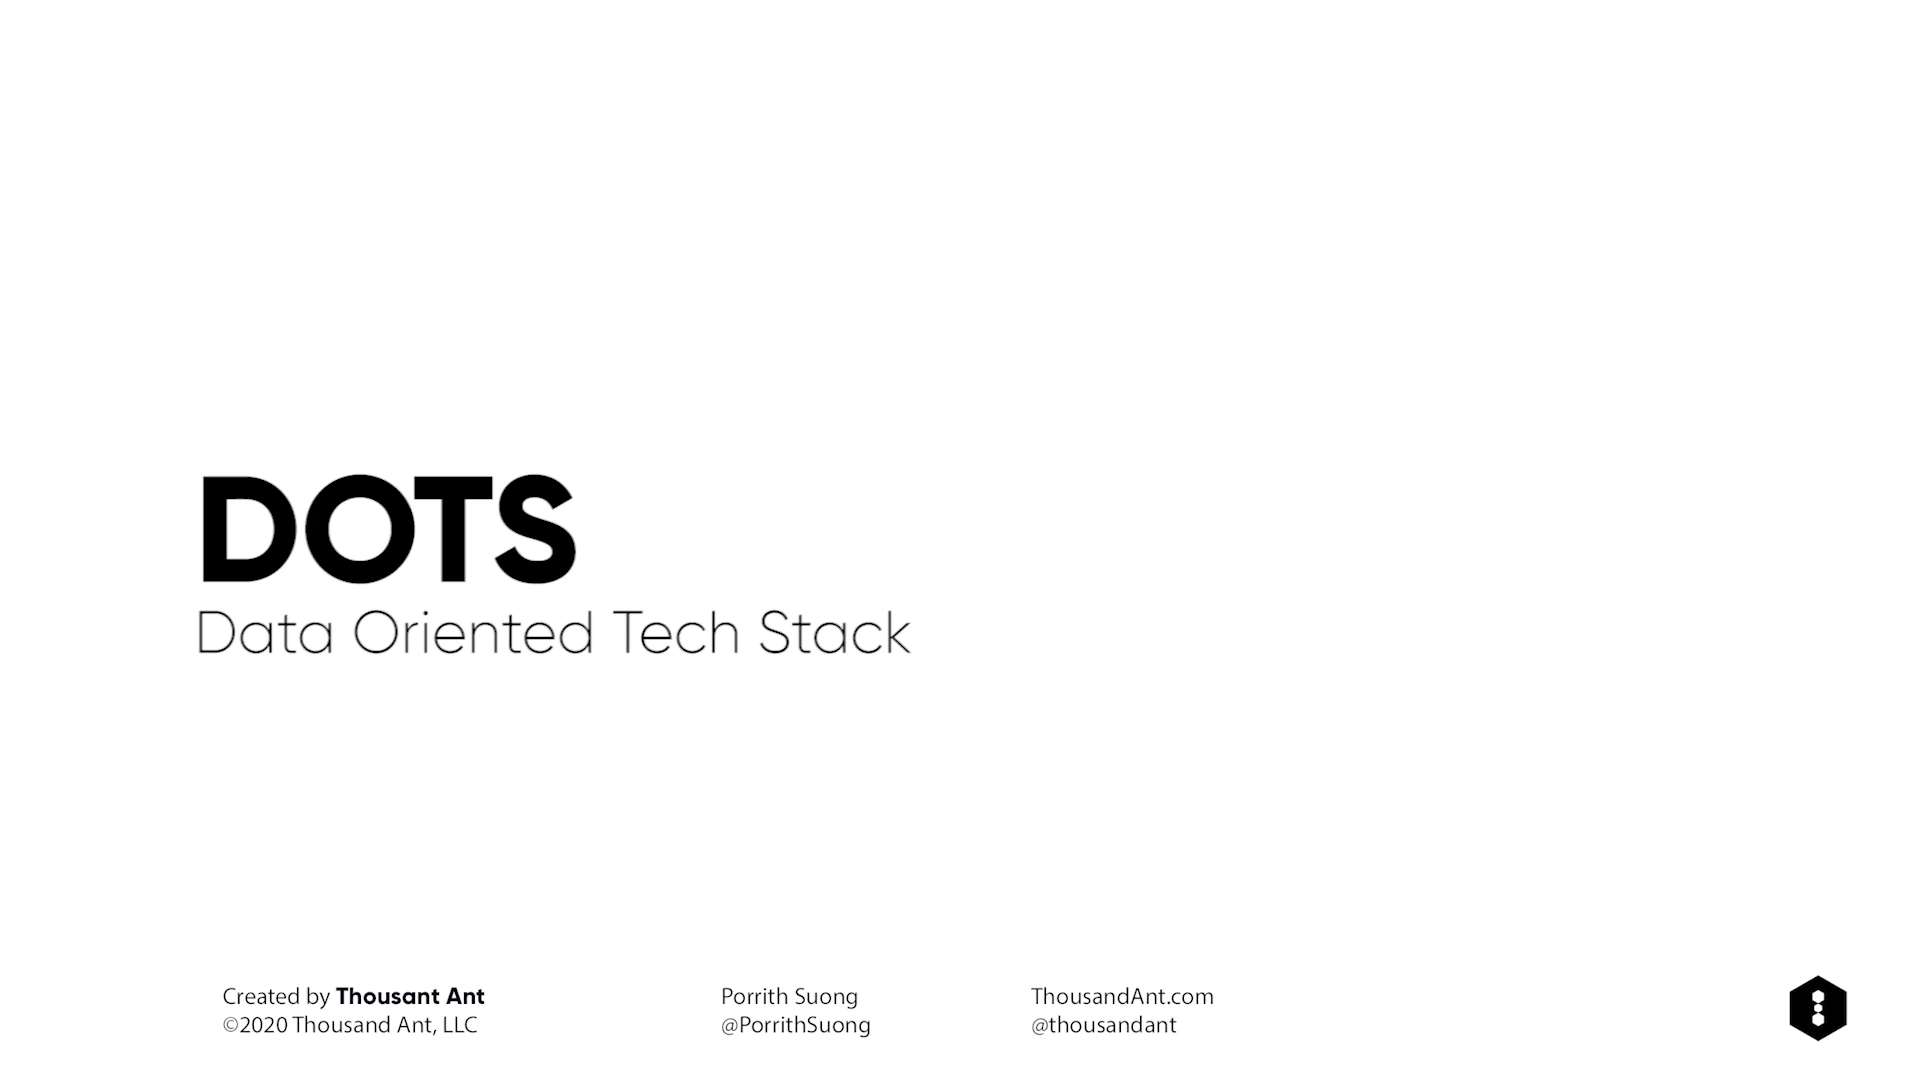 DOTS
Data Oriented Tech Stack
Created by Thousant Ant
©2020 Thousand Ant, LLC
Porrith Suong
@PorrithSuong
ThousandAnt.com
@thousandant